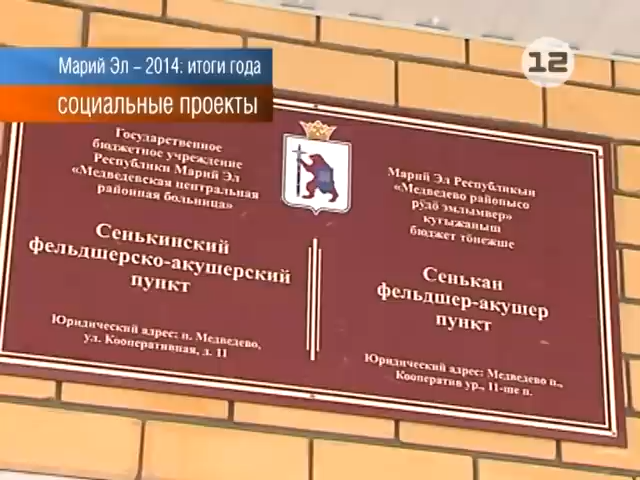 Марий Эл – 2014: итоги года
12
социальные проекты
Государственное
бюджетное учреждение
Республики Марий Эл
«Медведевская центральная
районная больница»
Сенькинский
фельдшерско-акушерский
пункт
Юридический адрес: п. Медведево,
ул. Кооперативная, д. 11
Марий Эл Республикын
«Медведево районысо
рӱдӧ эмлымвер»
кугыжаныш
бюджет тӧнежше
Сенькан
фельдшер-акушер
пункт
Юридический адрес: Медведево п.,
Кооператив ур., 11-ше п.